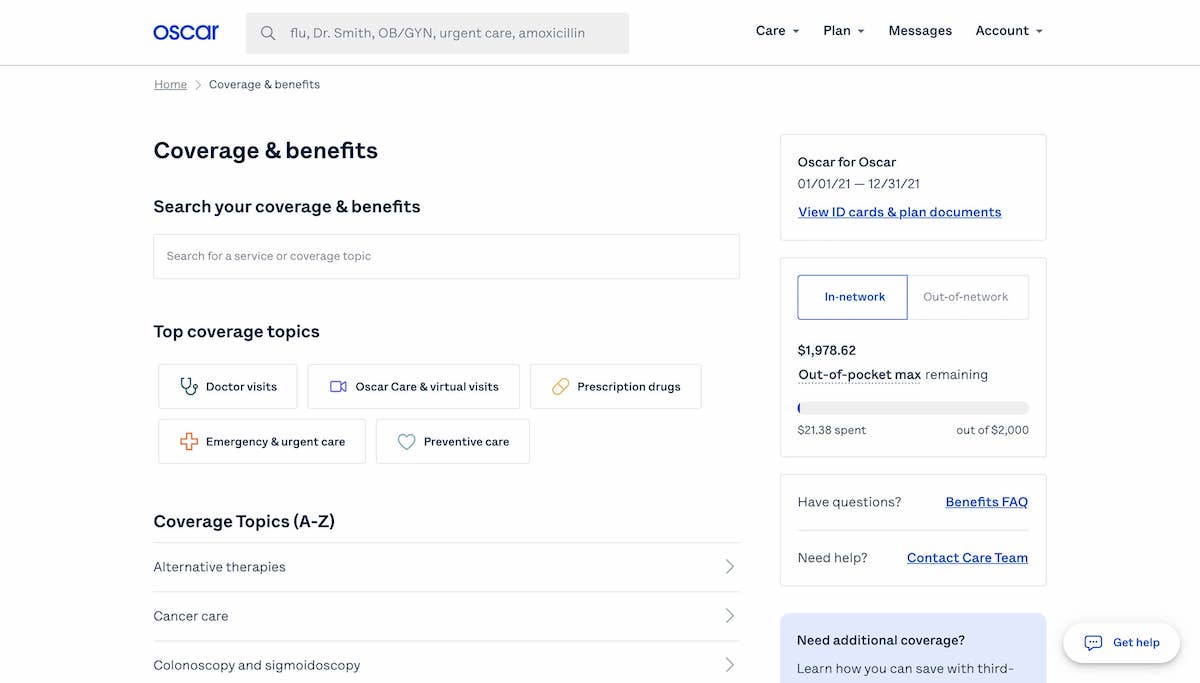 oscar
flu, Dr. Smith, OB/GYN, urgent care, amoxicillin
Care
Plan
Messages
Account
Home
Coverage & benefits
Coverage & benefits
Search your coverage & benefits
Search for a service or coverage topic
Top coverage topics
Doctor visits
Oscar Care & virtual visits
Prescription drugs
Emergency & urgent care
Preventive care
Coverage Topics (A-Z)
Alternative therapies
Cancer care
Colonoscopy and sigmoidoscopy
Oscar for Oscar
01/01/21 — 12/31/21
View ID cards & plan documents
In-network
Out-of-network
$1,978.62
Out-of-pocket max remaining
$21.38 spent
out of $2,000
Have questions?
Benefits FAQ
Need help?
Contact Care Team
Need additional coverage?
Learn how you can save with third-
Get help